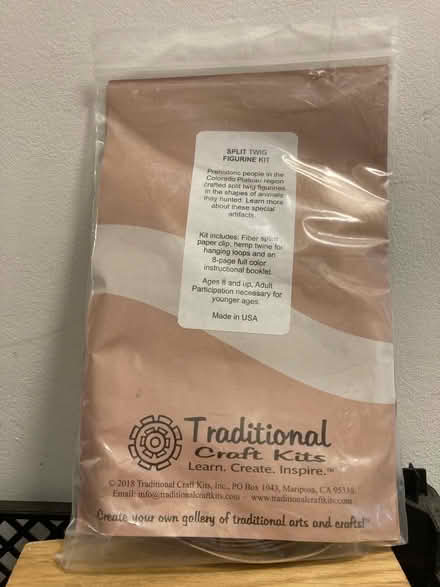 SPLIT TWIG
FIGURINE KIT
Prehistoric people in the
Colorado Plateau region
crafted split twig figurines
in the shapes of animals
they hunted. Learn more
about these special
artifacts.
Kit includes: Fiber splint,
paper clip, hemp twine for
hanging loops and an
8-page full color
instructional booklet.
Ages 8 and up. Adult
Participation necessary for
younger ages.
Made in USA
Traditional
Craft Kits
Learn. Create. Inspire.™
© 2018 Traditional Craft Kits, Inc., PO Box 1943, Mariposa, CA 95338
Email: info@traditionalcraftkits.com · www.traditionalcraftkits.com
Create your own gallery of traditional arts and crafts!™